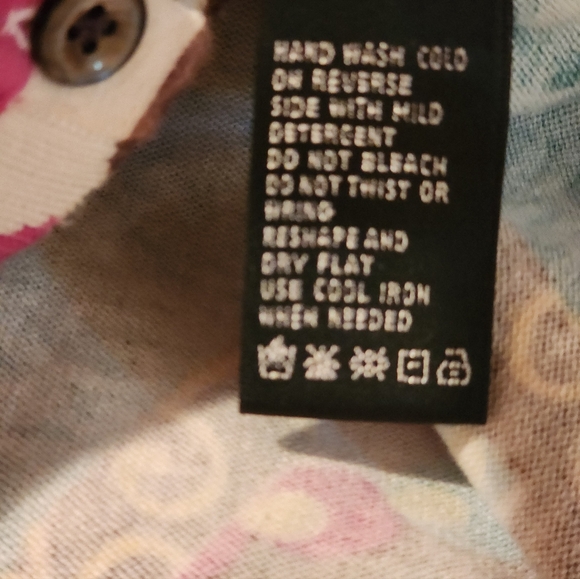 HAND WASH COLD
ON REVERSE
SIDE WITH MILD
DETERGENT
DO NOT BLEACH
DO NOT TWIST OR
WRING
RESHAPE AND
DRY FLAT
USE COOL IRON
WHEN NEEDED